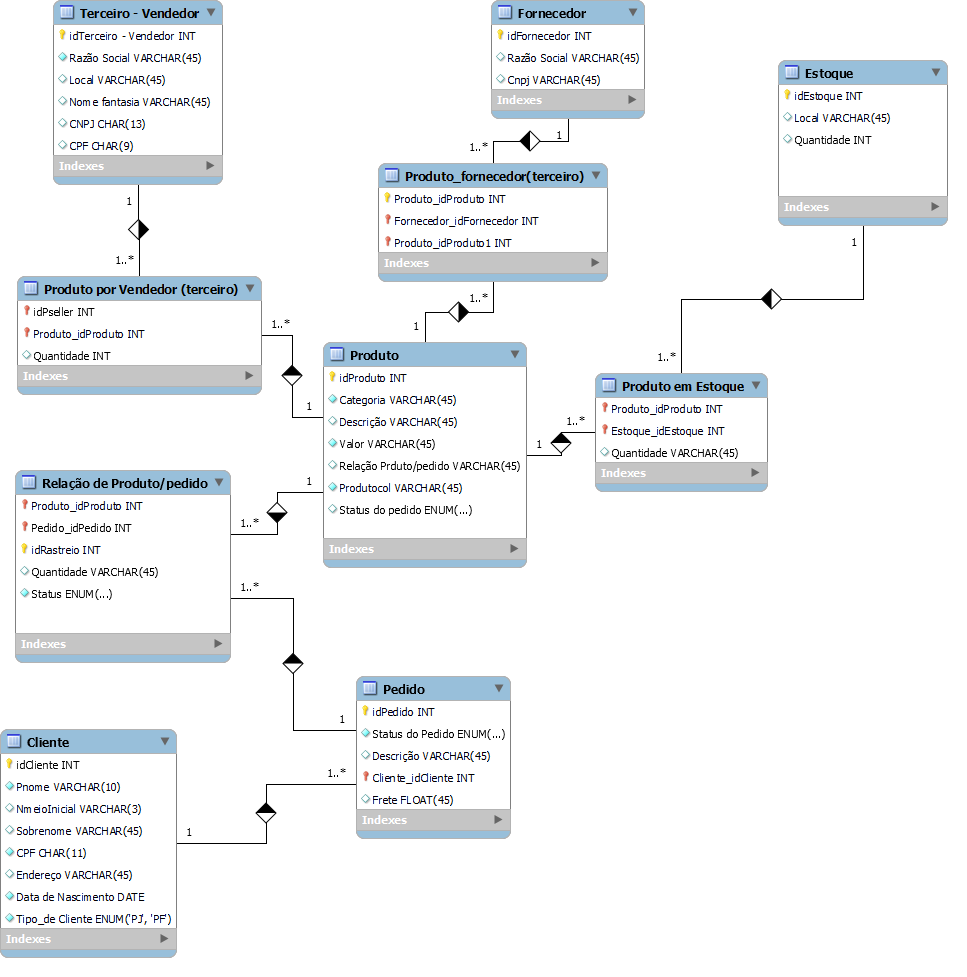 Terceiro - Vendedor
idTerceiro - Vendedor INT
Razão Social VARCHAR(45)
Local VARCHAR(45)
Nome fantasia VARCHAR(45)
CNPJ CHAR(13)
CPF CHAR(9)
Indexes
Fornecedor
idFornecedor INT
Razão Social VARCHAR(45)
Cnpj VARCHAR(45)
Indexes
Estoque
idEstoque INT
Local VARCHAR(45)
Quantidade INT
Indexes
1
1..*
1..*
1
Produto_fornecedor(terceiro)
Produto_idProduto INT
Fornecedor_idFornecedor INT
Produto_idProduto1 INT
Indexes
1
1..*
Produto por Vendedor (terceiro)
idPseller INT
Produto_idProduto INT
Quantidade INT
Indexes
1..*
1
1..*
1
Produto
idProduto INT
Categoria VARCHAR(45)
Descrição VARCHAR(45)
Valor VARCHAR(45)
Relação Prduto/pedido VARCHAR(45)
Produtocol VARCHAR(45)
Status do pedido ENUM(...)
Indexes
Produto em Estoque
Produto_idProduto INT
Estoque_idEstoque INT
Quantidade VARCHAR(45)
Indexes
1
1..*
Relação de Produto/pedido
Produto_idProduto INT
Pedido_idPedido INT
idRastreio INT
Quantidade VARCHAR(45)
Status ENUM(...)
Indexes
1
1..*
1..*
1
Pedido
idPedido INT
Status do Pedido ENUM(...)
Descrição VARCHAR(45)
Cliente_idCliente INT
Frete FLOAT(45)
Indexes
1..*
1
Cliente
idCliente INT
Pnome VARCHAR(10)
NmeioInicial VARCHAR(3)
Sobrenome VARCHAR(45)
CPF CHAR(11)
Endereço VARCHAR(45)
Data de Nascimento DATE
Tipo_de Cliente ENUM('PJ', 'PF')
Indexes